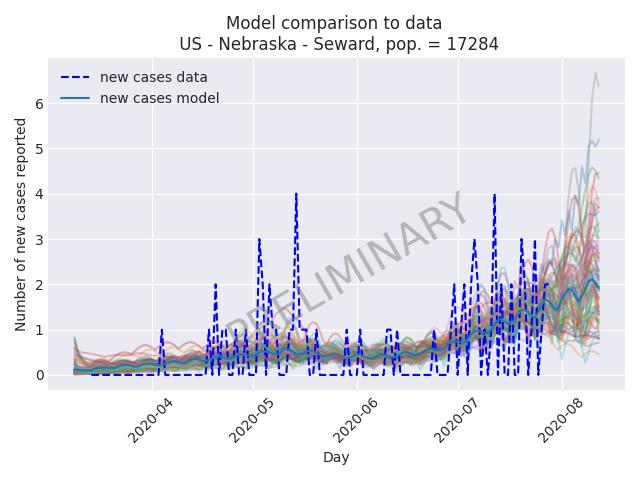 Model comparison to data
US - Nebraska - Seward, pop. = 17284
new cases data
new cases model
PRELIMINARY
Number of new cases reported
6
5
4
3
2
1
0
2020-04
2020-05
2020-06
2020-07
2020-08
Day